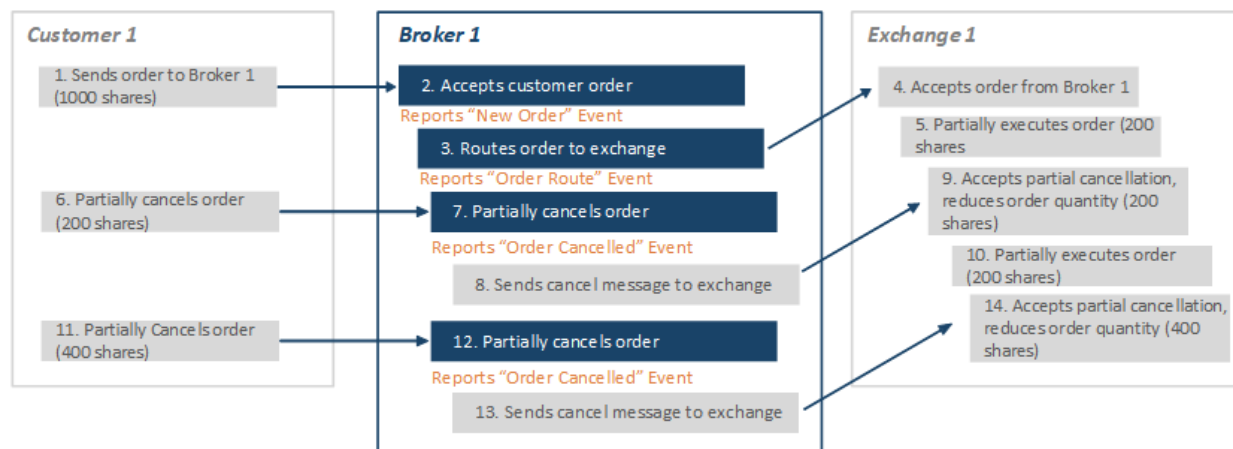 Customer 1
1. Sends order to Broker 1
(1000 shares)
6. Partially cancels order
(200 shares)
11. Partially Cancels order
(400 shares)
Broker 1
2. Accepts customer order
Reports “New Order” Event
3. Routes order to exchange
Reports “Order Route” Event
7. Partially cancels order
Reports “Order Cancelled” Event
8. Sends cancel message to exchange
12. Partially cancels order
Reports “Order Cancelled” Event
13. Sends cancel message to exchange
Exchange 1
4. Accepts order from Broker 1
5. Partially executes order (200
shares
9. Accepts partial cancellation,
reduces order quantity (200
shares)
10. Partially executes order
(200 shares)
14. Accepts partial cancellation,
reduces order quantity (400
shares)